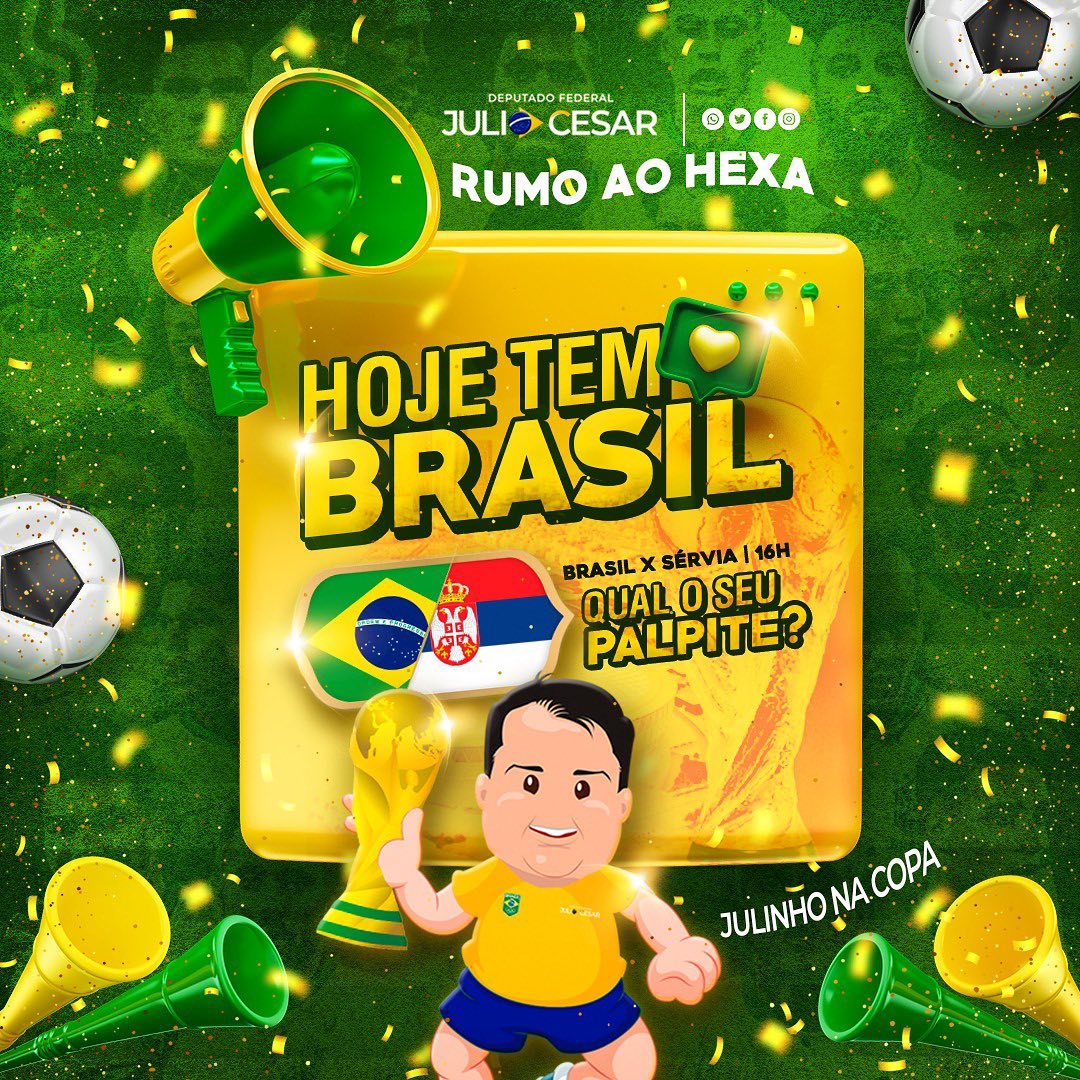 DEPUTADO FEDERAL
JULIO CESAR
RUMO AO HEXA
HOJE TEM
BRASIL
BRASIL X SÉRVIA | 16H
QUAL O SEU
PALPITE?
JULINHO NA COPA